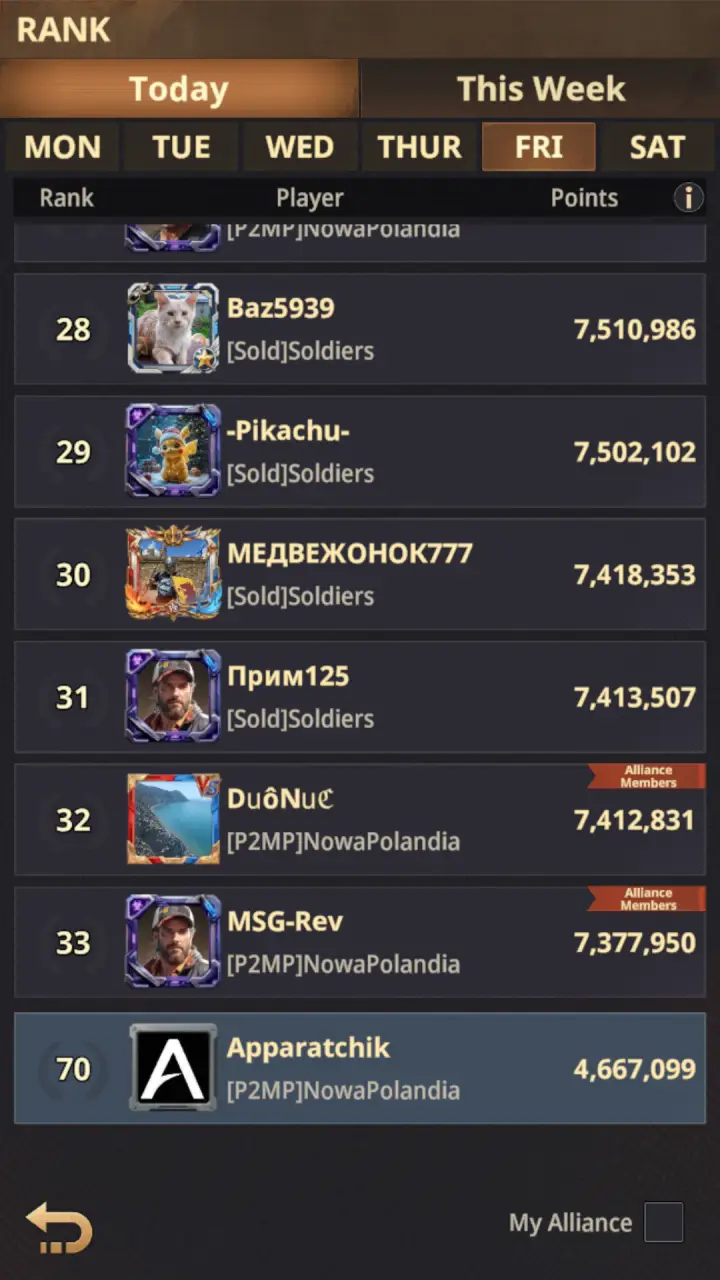 RANK
Today
This Week
MON
TUE
WED
THUR
FRI
SAT
Rank
Player
Points
[P2MP]NowaPolandia
28
Baz5939
[Sold]Soldiers
7,510,986
29
-Pikachu-
[Sold]Soldiers
7,502,102
30
МЕДВЕЖОНОК777
[Sold]Soldiers
7,418,353
31
Прим125
[Sold]Soldiers
7,413,507
32
DuôNuℭ
[P2MP]NowaPolandia
Alliance
Members
7,412,831
33
MSG-Rev
[P2MP]NowaPolandia
Alliance
Members
7,377,950
70
Apparatchik
[P2MP]NowaPolandia
4,667,099
My Alliance